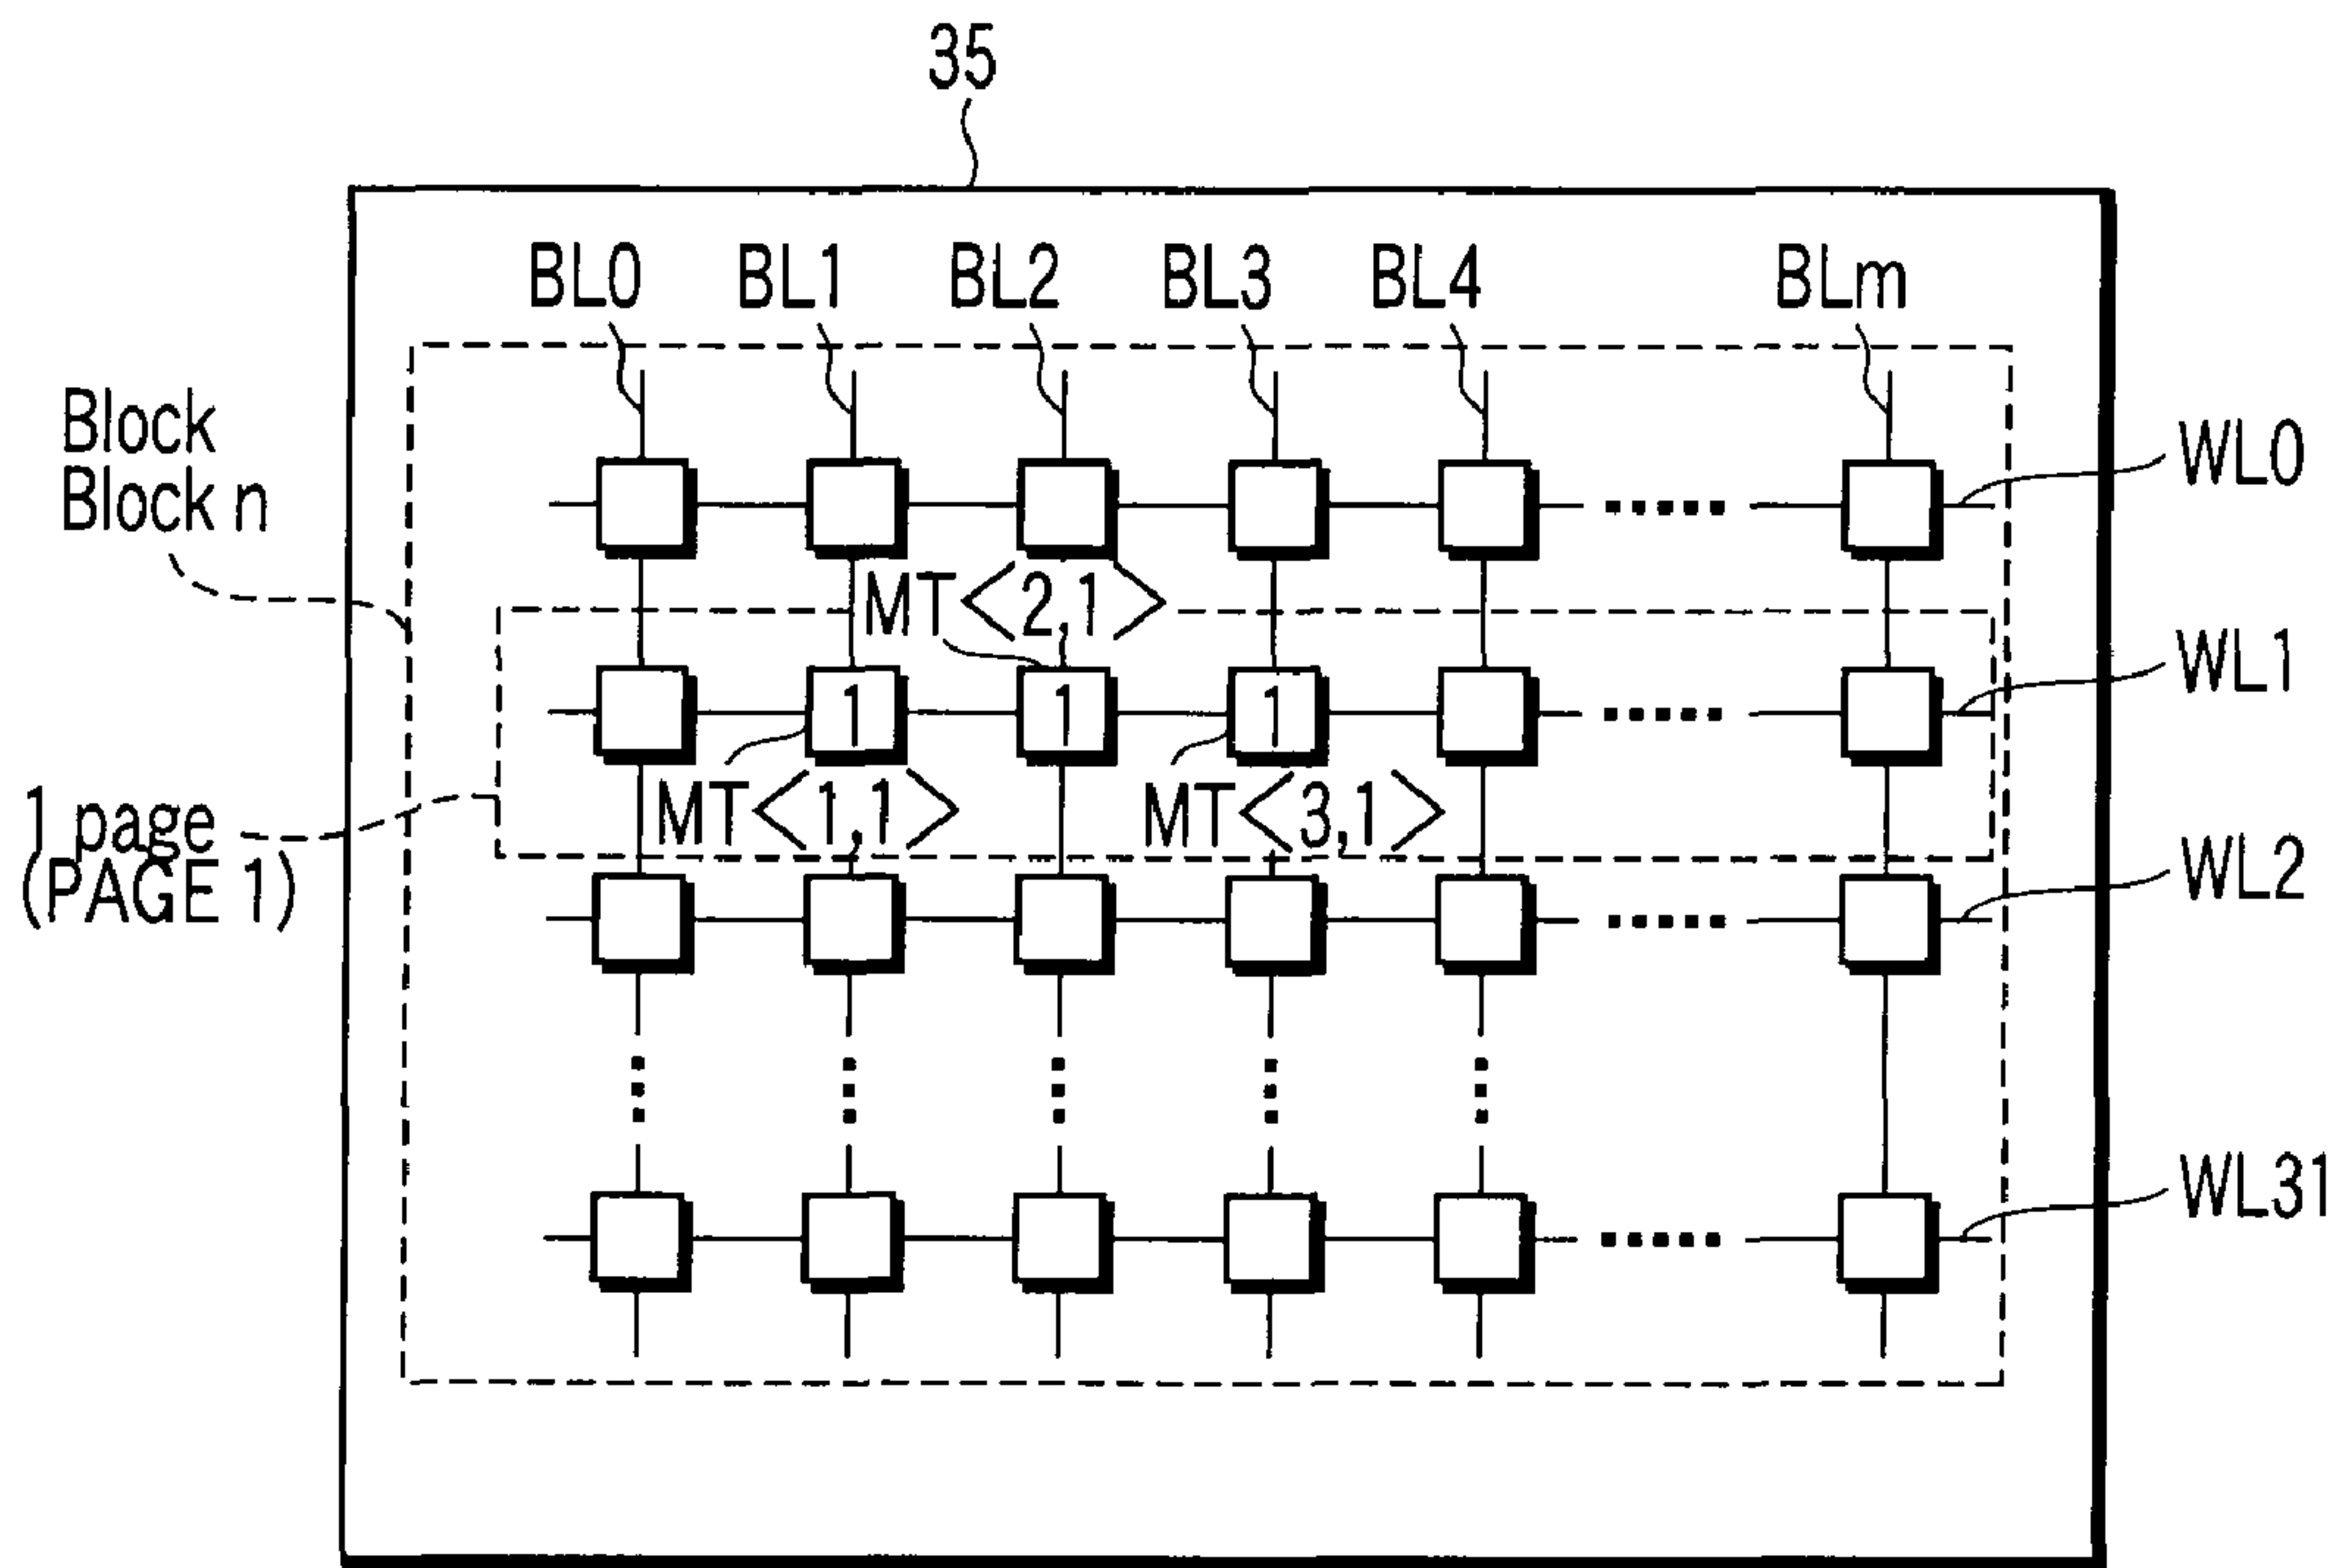 35
BL0 BL1 BL2 BL3 BL4 BLm
Block
Block n
WL0
MT<2,1>
WL1
1 1 1
MT<1,1> MT<3,1>
1 page
(PAGE 1)
WL2
WL31